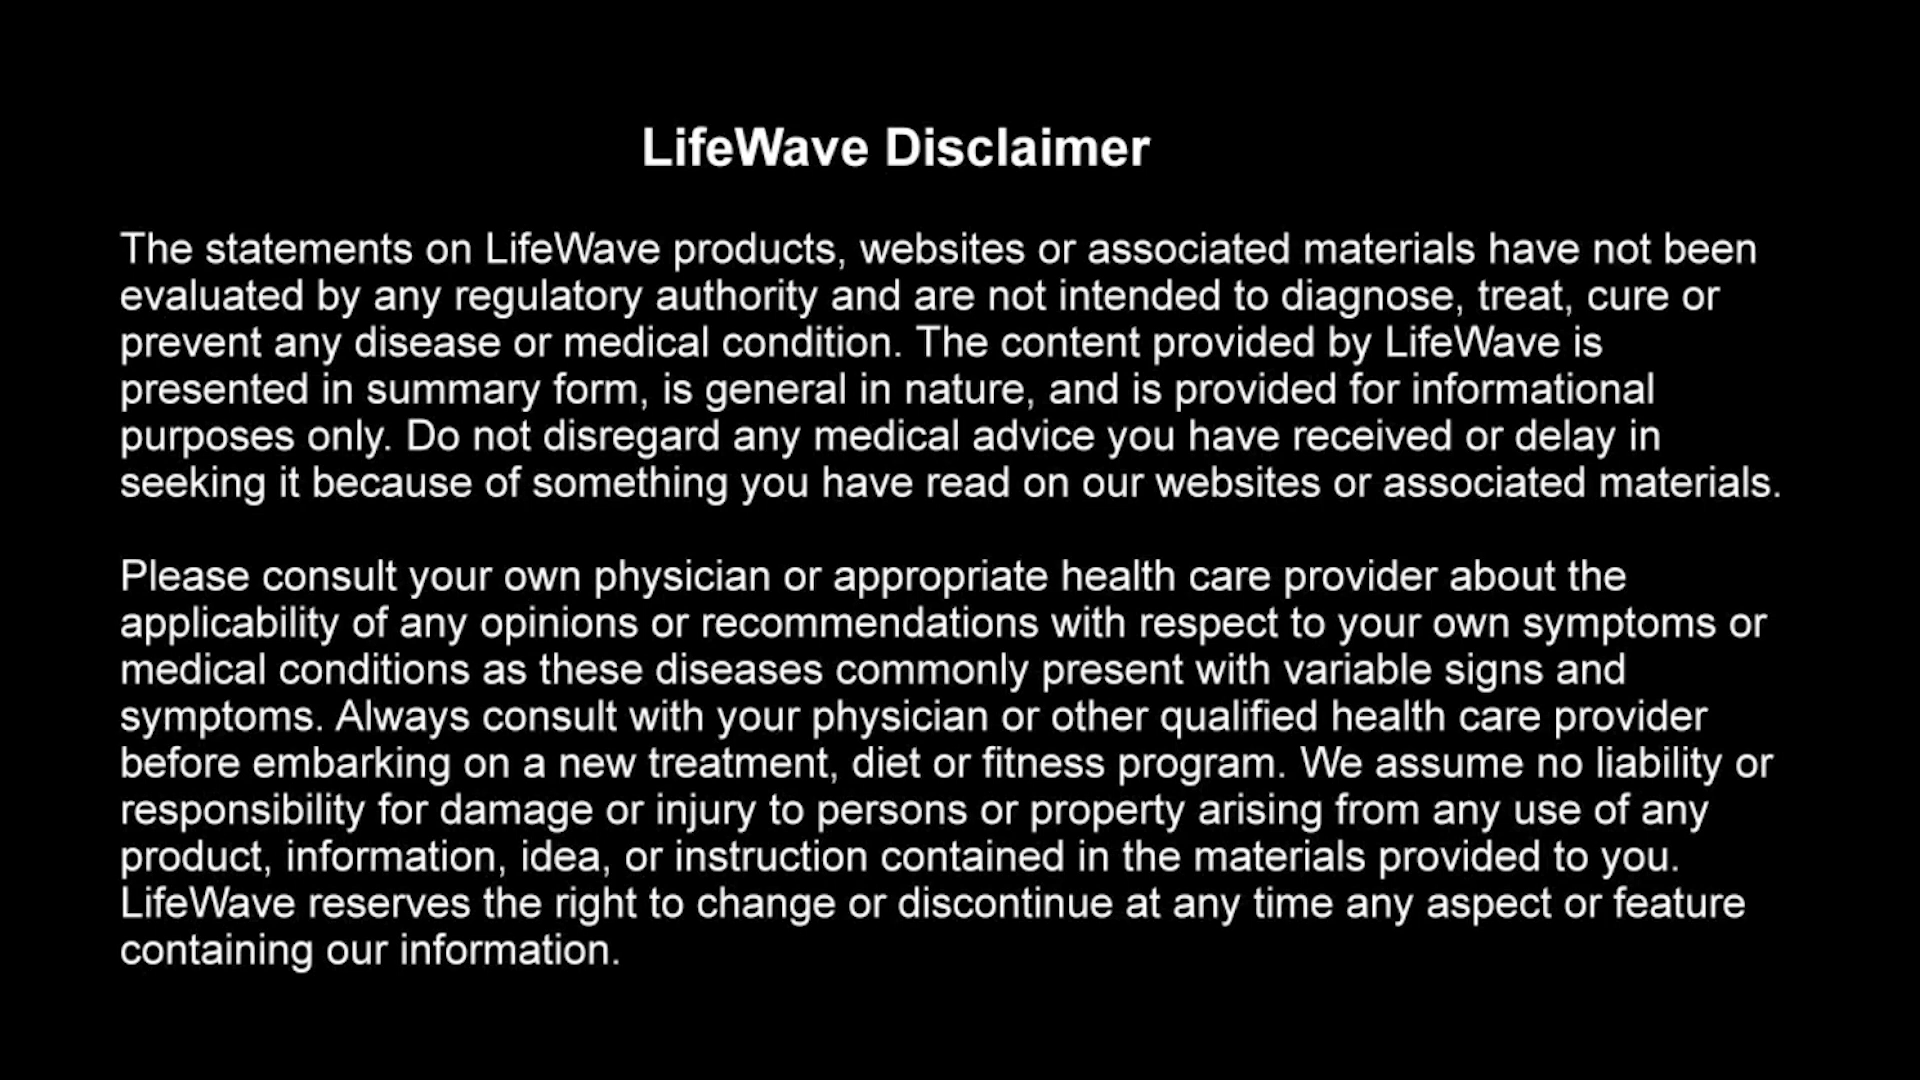 LifeWave Disclaimer
The statements on LifeWave products, websites or associated materials have not been
evaluated by any regulatory authority and are not intended to diagnose, treat, cure or
prevent any disease or medical condition. The content provided by LifeWave is
presented in summary form, is general in nature, and is provided for informational
purposes only. Do not disregard any medical advice you have received or delay in
seeking it because of something you have read on our websites or associated materials.
Please consult your own physician or appropriate health care provider about the
applicability of any opinions or recommendations with respect to your own symptoms or
medical conditions as these diseases commonly present with variable signs and
symptoms. Always consult with your physician or other qualified health care provider
before embarking on a new treatment, diet or fitness program. We assume no liability or
responsibility for damage or injury to persons or property arising from any use of any
product, information, idea, or instruction contained in the materials provided to you.
LifeWave reserves the right to change or discontinue at any time any aspect or feature
containing our information.